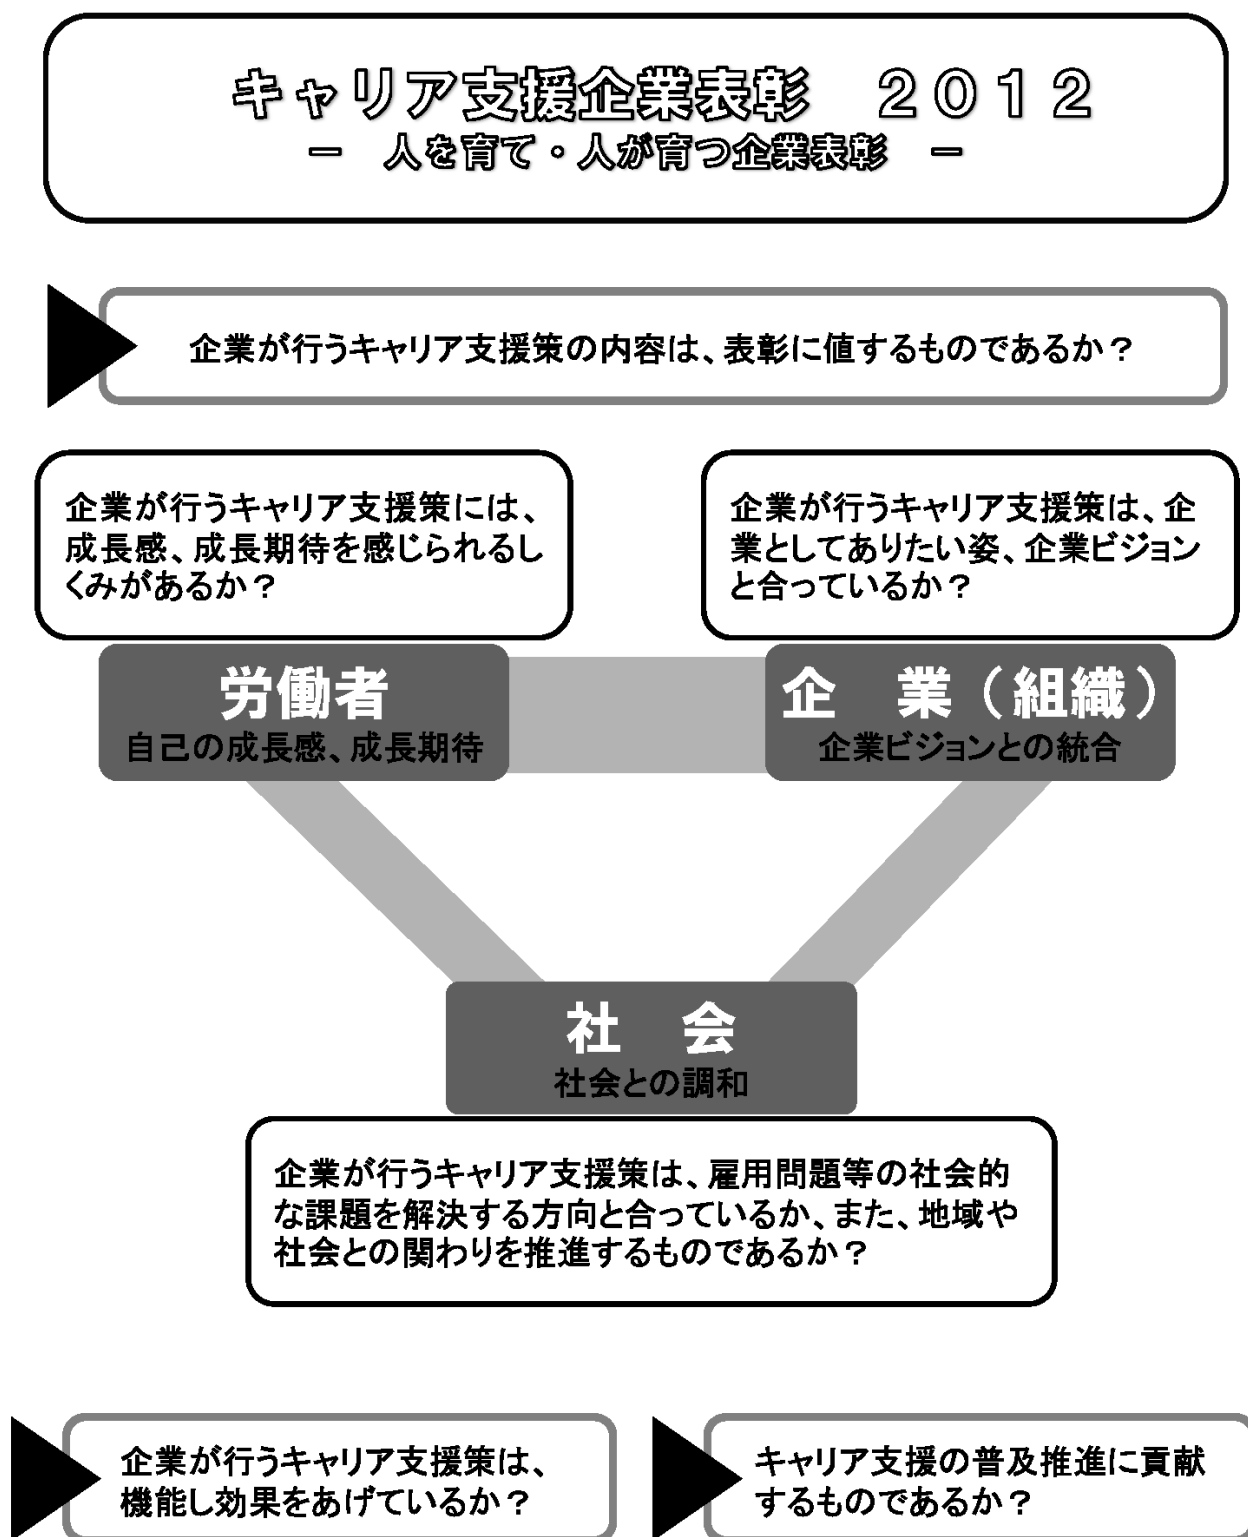 キャリア支援企業表彰　２０１２
－　人を育て・人が育つ企業表彰　－
企業が行うキャリア支援策の内容は、表彰に値するものであるか？
企業が行うキャリア支援策には、
成長感、成長期待を感じられるし
くみがあるか？
企業が行うキャリア支援策は、企
業としてありたい姿、企業ビジョン
と合っているか？
労働者
自己の成長感、成長期待
企　業（組織）
企業ビジョンとの統合
社　会
社会との調和
企業が行うキャリア支援策は、雇用問題等の社会的
な課題を解決する方向と合っているか、また、地域や
社会との関わりを推進するものであるか？
企業が行うキャリア支援策は、
機能し効果をあげているか？
キャリア支援の普及推進に貢献
するものであるか？